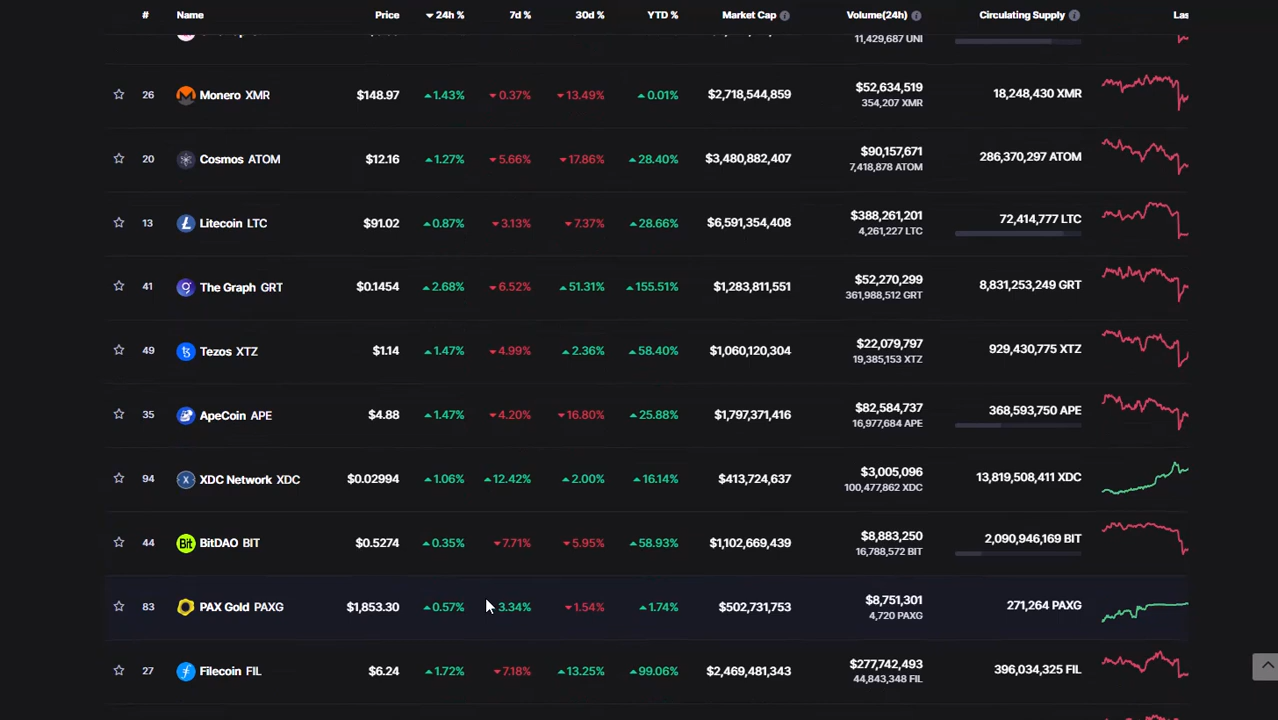 # Name Price 24h % 7d % 30d % YTD % Market Cap Volume(24h) Circulating Supply Las
11,429,687 UNI
26 Monero XMR $148.97 1.43% 0.37% 13.49% 0.01% $2,718,544,859 $52,634,519 18,248,430 XMR
354,207 XMR
20 Cosmos ATOM $12.16 1.27% 5.66% 17.86% 28.40% $3,480,882,407 $90,157,671 286,370,297 ATOM
7,418,878 ATOM
13 Litecoin LTC $91.02 0.87% 3.13% 7.37% 28.66% $6,591,354,408 $388,261,201 72,414,777 LTC
4,261,227 LTC
41 The Graph GRT $0.1454 2.68% 6.52% 51.31% 155.51% $1,283,811,551 $52,270,299 8,831,253,249 GRT
361,988,512 GRT
49 Tezos XTZ $1.14 1.47% 4.99% 2.36% 58.40% $1,060,120,304 $22,079,797 929,430,775 XTZ
19,385,153 XTZ
35 ApeCoin APE $4.88 1.47% 4.20% 16.80% 25.88% $1,797,371,416 $82,584,737 368,593,750 APE
16,977,684 APE
94 XDC Network XDC $0.02994 1.06% 12.42% 2.00% 16.14% $413,724,637 $3,005,096 13,819,508,411 XDC
100,477,862 XDC
44 BitDAO BIT $0.5274 0.35% 7.71% 5.95% 58.93% $1,102,669,439 $8,883,250 2,090,946,169 BIT
Bit
16,788,572 BIT
83 PAX Gold PAXG $1,853.30 0.57% 3.34% 1.54% 1.74% $502,731,753 $8,751,301 271,264 PAXG
4,720 PAXG
27 Filecoin FIL $6.24 1.72% 7.18% 13.25% 99.06% $2,469,481,343 $277,742,493 396,034,325 FIL
44,843,348 FIL